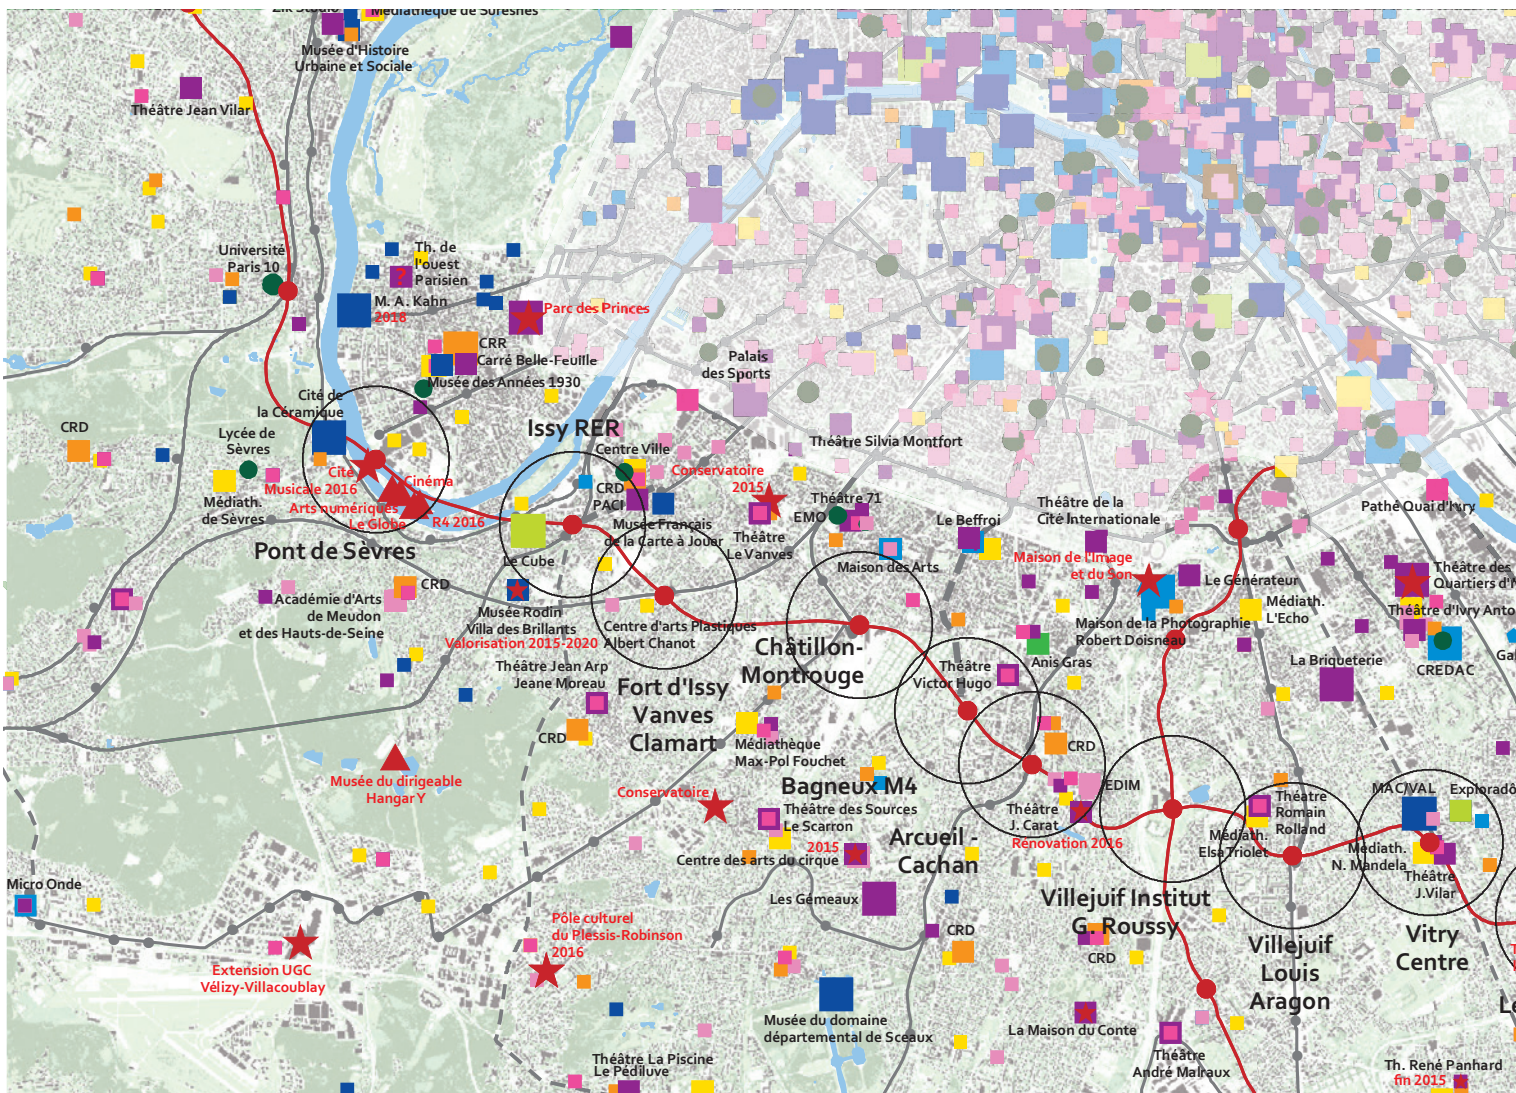 Médiathèque de Suresnes
Musée d'Histoire
Urbaine et Sociale
Théâtre Jean Vilar
Université
Paris 10
Th. de
l'ouest
Parisien
?
M. A. Kahn
2018
Parc des Princes
CRR
Carré Belle-Feuille
Musée des Années 1930
Palais
des Sports
Cité de
la Céramique
CRD
Lycée de
Sèvres
Issy RER
Centre Ville
Théâtre Silvia Montfort
Cité
Musicale 2016
Cinéma
Arts numériques
Le Globe
R4 2016
Médiath.
de Sèvres
Pont de Sèvres
CRD
PACI
Conservatoire
2015
Musée Français
de la Carte à Jouer
Le Cube
Théâtre
Le Vanves
Théâtre 71
EMO
Maison des Arts
Le Beffroi
Théâtre de la
Cité Internationale
Pathé Quai d'Ivry
Maison de l'Image
et du Son
Le Générateur
Médiath.
L'Echo
Maison de la Photographie
Robert Doisneau
Théâtre des
Quartiers d'
Théâtre d'Ivry Anto
CREDAC
Ga
La Briqueterie
Anis Gras
CRD
Académie d'Arts
de Meudon
et des Hauts-de-Seine
Musée Rodin
Villa des Brillants
Valorisation 2015-2020
Centre d'arts Plastiques
Albert Chanot
Théâtre Jean Arp
Jeane Moreau
Fort d'Issy
Vanves
Clamart
Châtillon-
Montrouge
Théâtre
Victor Hugo
CRD
Médiathèque
Max-Pol Fouchet
CRD
EDIM
Bagneux M4
Théâtre
J. Carat
Rénovation 2016
Musée du dirigeable
Hangar Y
Conservatoire
Théâtre des Sources
Le Scarron
2015
Centre des arts du cirque
Arcueil -
Cachan
Les Gémeaux
Médiath.
Elsa Triolet
Théatre
Romain
Rolland
MAC/VAL
Explorado
Médiath.
N. Mandela
Théâtre
J.Vilar
Micro Onde
Villejuif Institut
G. Roussy
Villejuif
Louis
Aragon
Vitry
Centre
Le
Pôle culturel
du Plessis-Robinson
2016
Extension UGC
Vélizy-Villacoublay
CRD
CRD
Musée du domaine
départemental de Sceaux
La Maison du Conte
Théâtre
André Malraux
Théâtre La Piscine
Le Pédiluve
Th. René Panhard
fin 2015